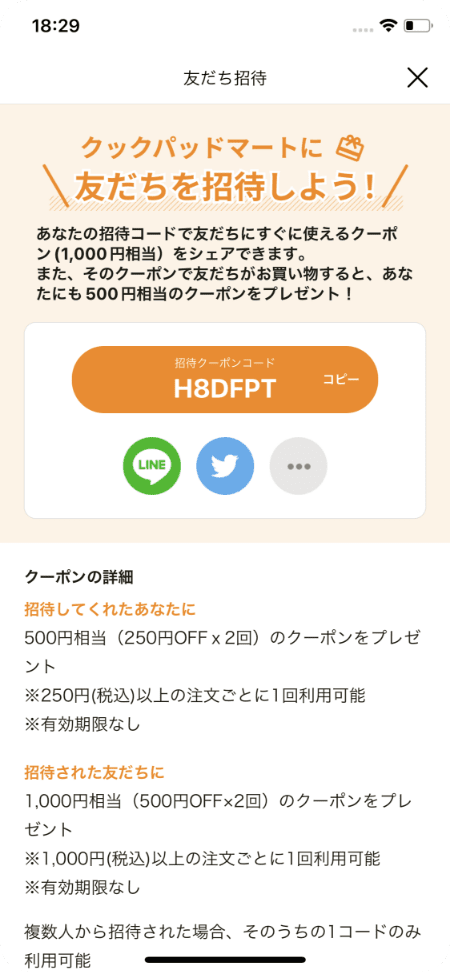 18:29
友だち招待
クックパッドマートに
友だちを招待しよう!
あなたの招待コードで友だちにすぐに使えるクーポ
ン(1,000円相当)をシェアできます。
また、そのクーポンで友だちがお買い物すると、あな
たにも500円相当のクーポンをプレゼント！
招待クーポンコード
H8DFPT
コピー
LINE
クーポンの詳細
招待してくれたあなたに
500円相当（250円OFFｘ2回）のクーポンをプレゼ
ント
※250円(税込)以上の注文ごとに1回利用可能
※有効期限なし
招待された友だちに
1,000円相当（500円OFF×2回）のクーポンをプレ
ゼント
※1,000円(税込)以上の注文ごとに1回利用可能
※有効期限なし
複数人から招待された場合、そのうちの1コードのみ
利用可能